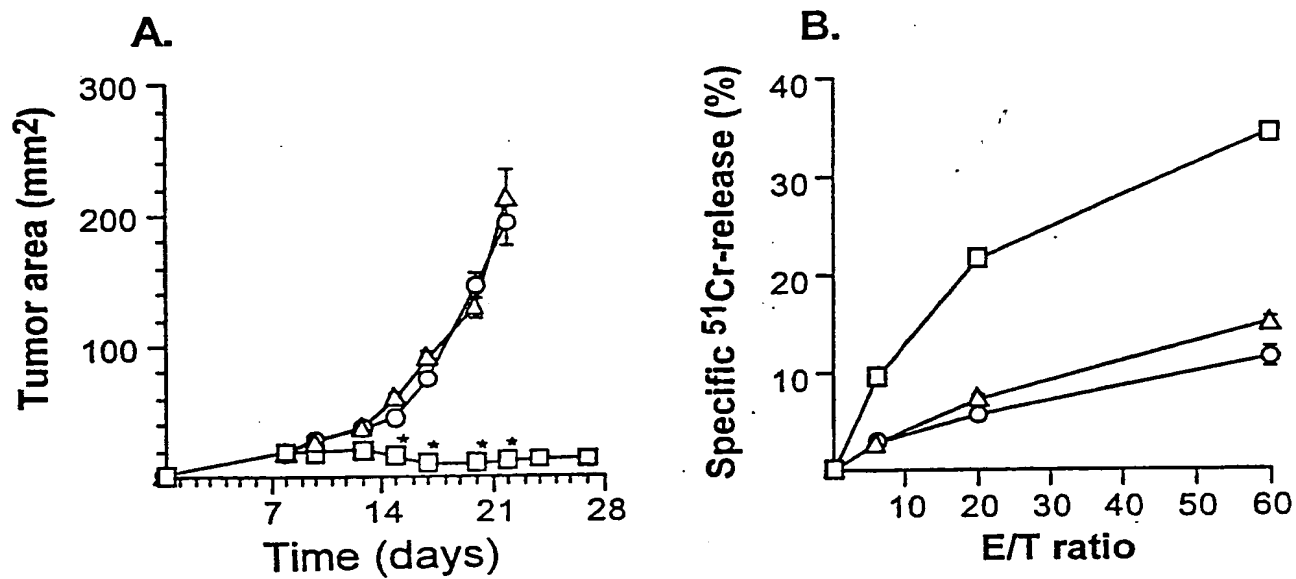 A.
Tumor area (mm2)
300
200
100
* * * *
7 14 21 28
Time (days)
B.
Specific 51Cr-release (%)
40
30
20
10
10 20 30 40 50 60
E/T ratio